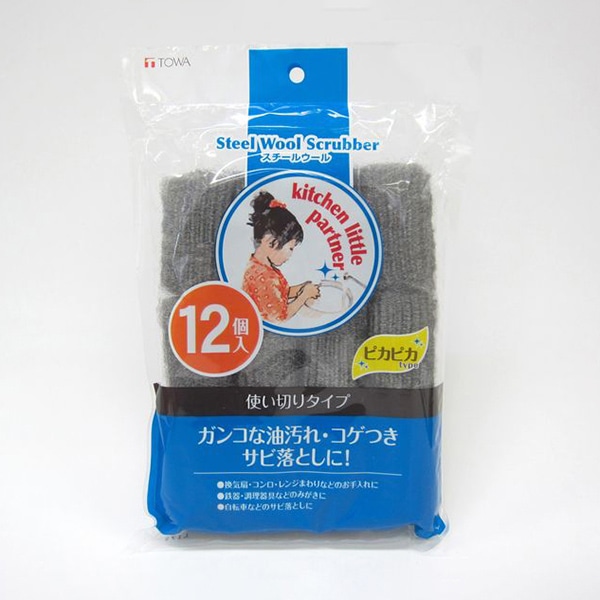 TOWA
Steel Wool Scrubber
スチールウール
kitchen little
partner
12個入
ピカピカ
type
使い切りタイプ
ガンコな油汚れ・コゲつき
サビ落としに!
●換気扇・コンロ・レンジまわりなどのお手入れに
●鉄器・調理器具などのみがきに
●自転車などのサビ落としに